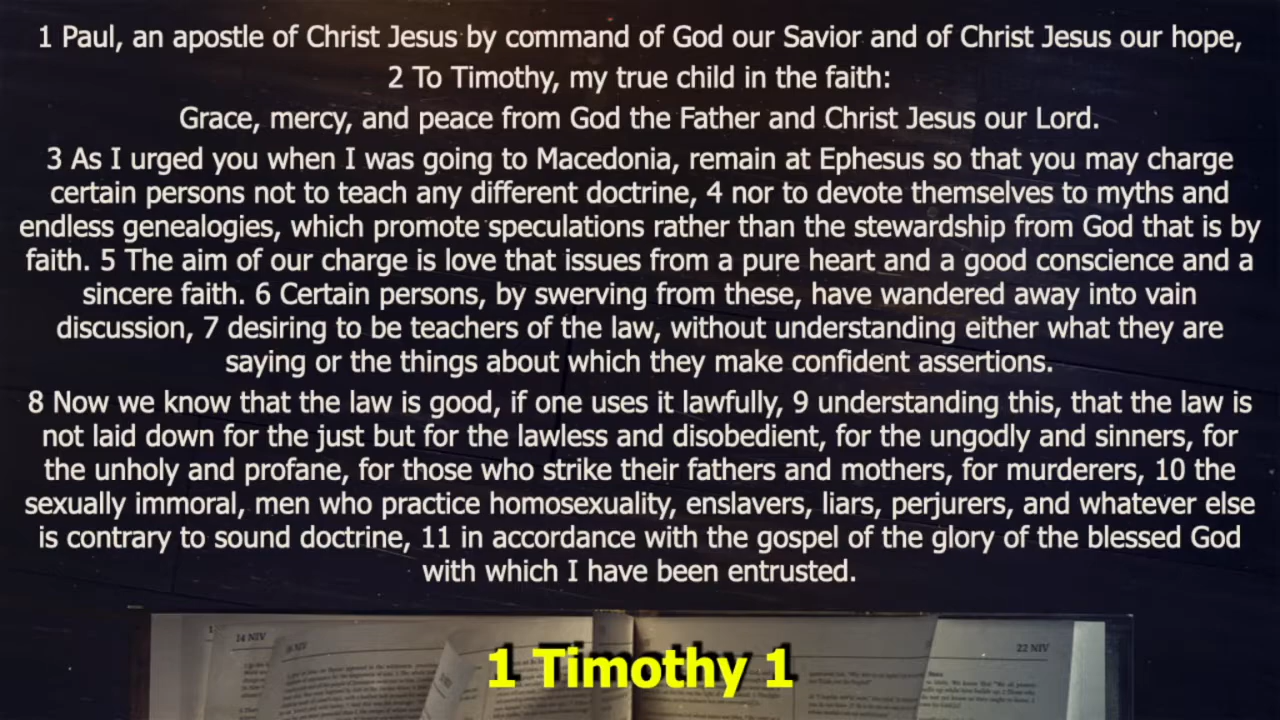 1 Paul, an apostle of Christ Jesus by command of God our Savior and of Christ Jesus our hope,
2 To Timothy, my true child in the faith:
Grace, mercy, and peace from God the Father and Christ Jesus our Lord.
3 As I urged you when I was going to Macedonia, remain at Ephesus so that you may charge
certain persons not to teach any different doctrine, 4 nor to devote themselves to myths and
endless genealogies, which promote speculations rather than the stewardship from God that is by
faith. 5 The aim of our charge is love that issues from a pure heart and a good conscience and a
sincere faith. 6 Certain persons, by swerving from these, have wandered away into vain
discussion, 7 desiring to be teachers of the law, without understanding either what they are
saying or the things about which they make confident assertions.
8 Now we know that the law is good, if one uses it lawfully, 9 understanding this, that the law is
not laid down for the just but for the lawless and disobedient, for the ungodly and sinners, for
the unholy and profane, for those who strike their fathers and mothers, for murderers, 10 the
sexually immoral, men who practice homosexuality, enslavers, liars, perjurers, and whatever else
is contrary to sound doctrine, 11 in accordance with the gospel of the glory of the blessed God
with which I have been entrusted.
14 NIV
16 NIV
22 NIV
1 Timothy 1